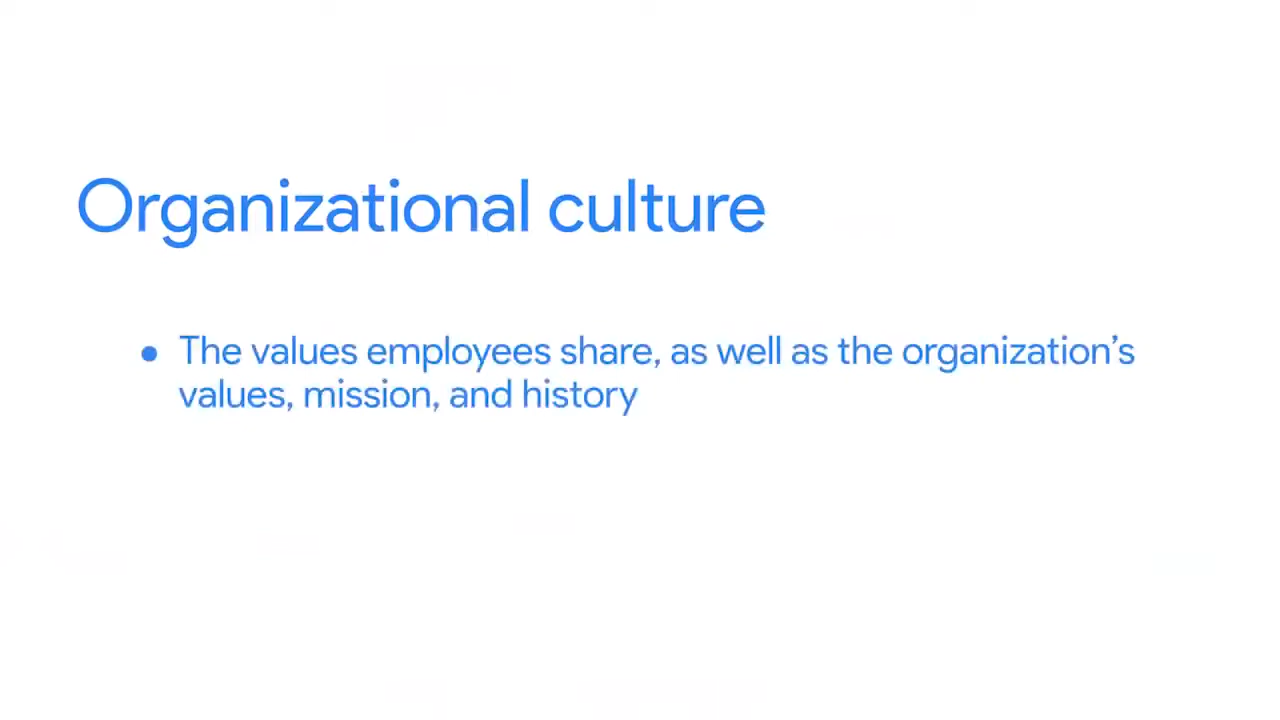 Organizational culture
● The values employees share, as well as the organization’s
values, mission, and history